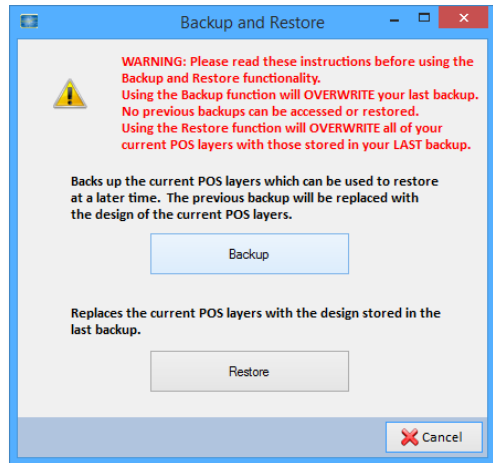 Backup and Restore
WARNING: Please read these instructions before using the
Backup and Restore functionality.
Using the Backup function will OVERWRITE your last backup.
No previous backups can be accessed or restored.
Using the Restore function will OVERWRITE all of your
current POS layers with those stored in your LAST backup.
Backs up the current POS layers which can be used to restore
at a later time.  The previous backup will be replaced with
the design of the current POS layers.
Backup
Replaces the current POS layers with the design stored in the
last backup.
Restore
Cancel